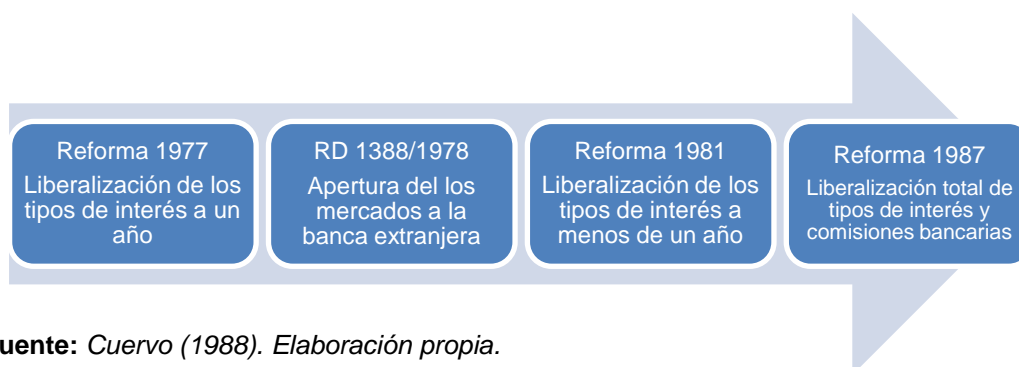 Reforma 1977
Liberalización de los
tipos de interés a un
año
RD 1388/1978
Apertura del los
mercados a la
banca extranjera
Reforma 1981
Liberalización de los
tipos de interés a
menos de un año
Reforma 1987
Liberalización total de
tipos de interés y
comisiones bancarias
uente: Cuervo (1988). Elaboración propia.